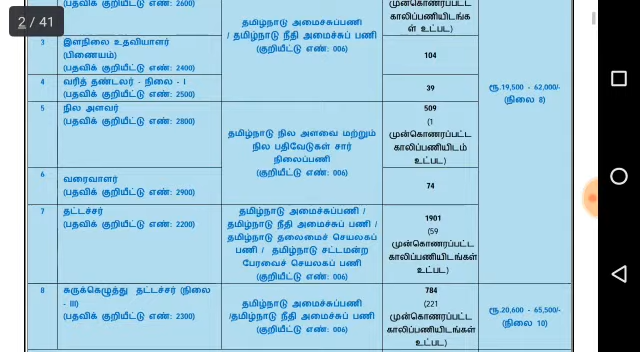 (பதவிக் குறியீட்டு எண்: 2600)
முன்கொணரப்பட்ட
காலிப்பணியிடங்க
ள் உட்பட)
2 / 41
தமிழ்நாடு அமைச்சுப்பணி
/ தமிழ்நாடு நீதி அமைச்சுப் பணி
(குறியீட்டு எண்: 006)
3 இளநிலை உதவியாளர்
(பிணையம்)
(பதவிக் குறியீட்டு எண்: 2400)
104
4 வரித் தண்டலர் - நிலை - I
(பதவிக் குறியீட்டு எண்: 2500)
39
ரூ.19,500 - 62,000/-
(நிலை 8)
5 நில அளவர்
(பதவிக் குறியீட்டு எண்: 2800)
தமிழ்நாடு நில அளவை மற்றும்
நில பதிவேடுகள் சார்
நிலைப்பணி
(குறியீட்டு எண்: 006)
509
(1
முன்கொணரப்பட்ட
காலிப்பணியிடம்
உட்பட)
6
வரைவாளர்
(பதவிக் குறியீட்டு எண்: 2900)
74
7 தட்டச்சர்
(பதவிக் குறியீட்டு எண்: 2200)
தமிழ்நாடு அமைச்சுப்பணி /
தமிழ்நாடு நீதி அமைச்சுப் பணி /
தமிழ்நாடு தலைமைச் செயலகப்
பணி / தமிழ்நாடு சட்டமன்ற
பேரவைச் செயலகப் பணி
(குறியீட்டு எண்: 006)
1901
(59
முன்கொணரப்பட்ட
காலிப்பணியிடங்கள்
உட்பட)
8 சுருக்கெழுத்து தட்டச்சர் (நிலை
- III)
(பதவிக் குறியீட்டு எண்: 2300)
தமிழ்நாடு அமைச்சுப்பணி
/தமிழ்நாடு நீதி அமைச்சுப் பணி
(குறியீட்டு எண்: 006)
784
(221
முன்கொணரப்பட்ட
காலிப்பணியிடங்கள்
உட்பட)
ரூ.20,600 - 65,500/-
(நிலை 10)